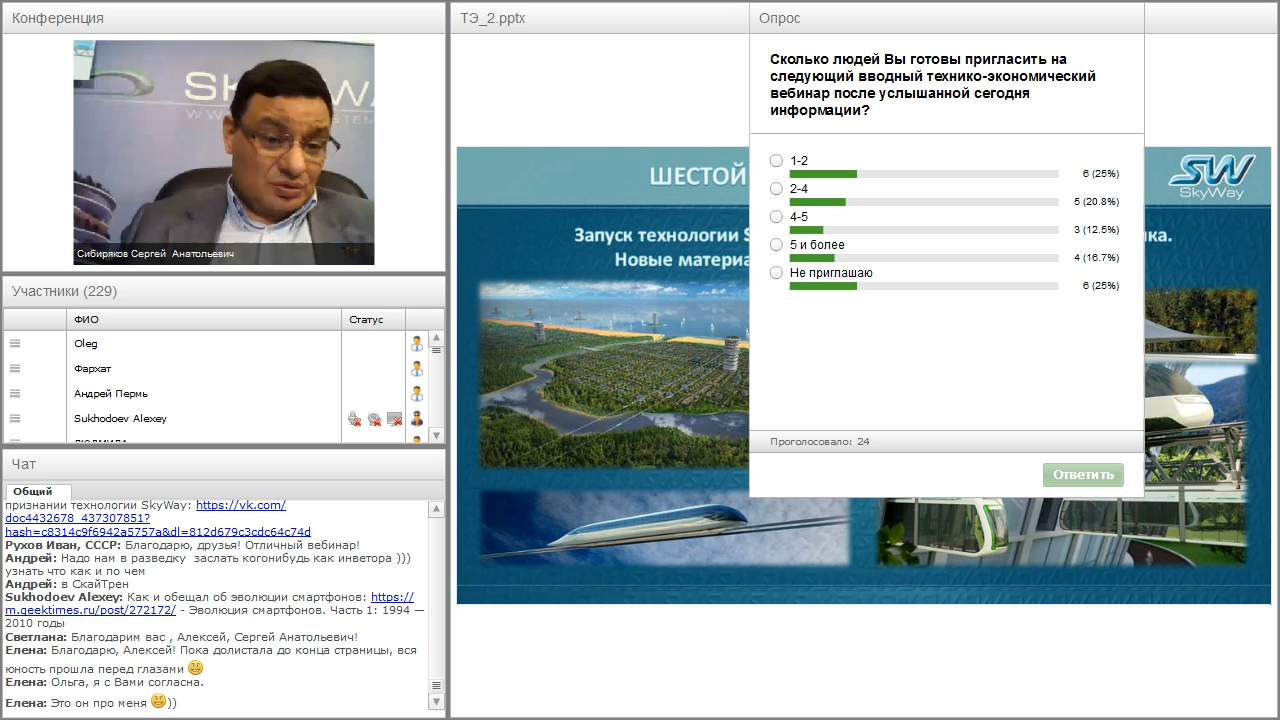 Конференция
SKYWA
Сибиряков Сергей Анатольевич
Участники (229)
ФИО
Статус
Oleg
Фархат
Андрей Пермь
Sukhodoev Alexey
Чат
Общий
признании технологии SkyWay: https://vk.com/
doc4432678_437307851?
hash=c8314c9f6942a5757a&dl=812d679c3cdc64c74d
Рухов Иван, СССР: Благодарю, друзья! Отличный вебинар!
Андрей: Надо нам в разведку заслать когонибудь как инветора )))
узнать что как и по чем
Андрей: в СкайТрен
Sukhodoev Alexey: Как и обещал об эволюции смартфонов: https://
m.geektimes.ru/post/272172/ - Эволюция смартфонов. Часть 1: 1994 —
2010 годы
Светлана: Благодарим вас , Алексей, Сергей Анатольевич!
Елена: Благодарю, Алексей! Пока долистала до конца страницы, вся
юность прошла перед глазами
Елена: Ольга, я с Вами согласна.
Елена: Это он про меня ))
ТЭ_2.pptx
ШЕСТОЙ
SW
SkyWay
Запуск технологии S
ка.
Новые материа
Опрос
Сколько людей Вы готовы пригласить на
следующий вводный технико-экономический
вебинар после услышанной сегодня
информации?
1-2
6 (25%)
2-4
5 (20.8%)
4-5
3 (12.5%)
5 и более
4 (16.7%)
Не приглашаю
6 (25%)
Проголосовало: 24
Ответить